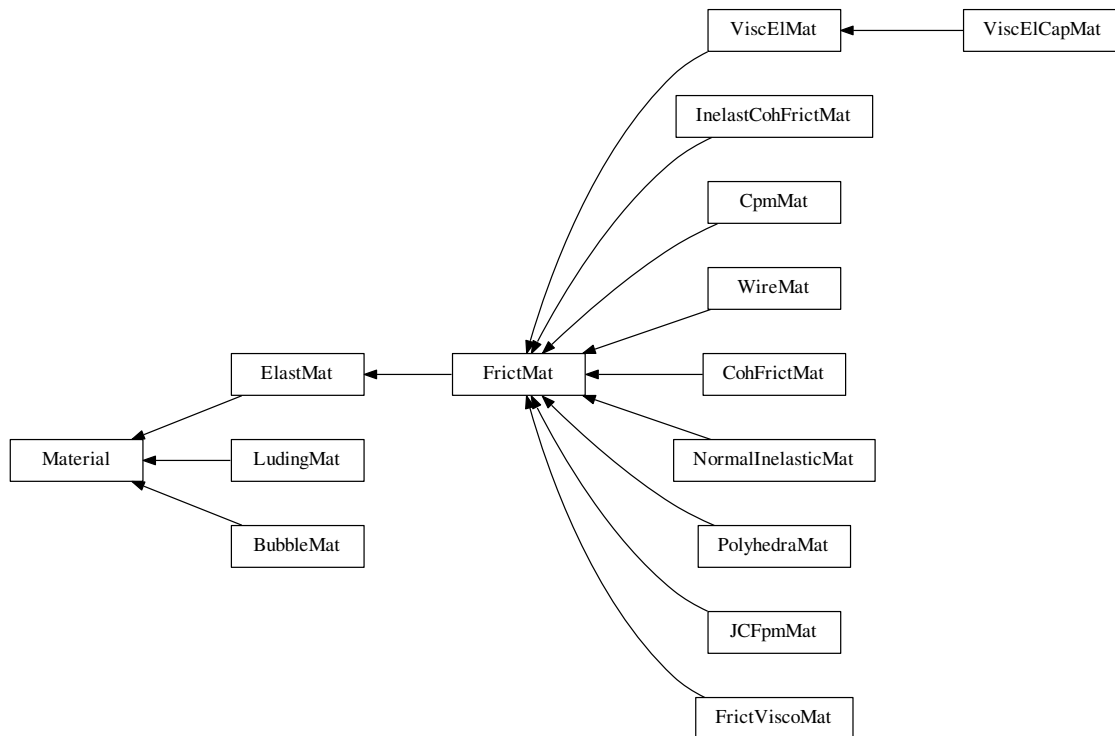 ViscElMat
ViscElCapMat
InelastCohFrictMat
CpmMat
WireMat
ElastMat
FrictMat
CohFrictMat
Material
LudingMat
NormalInelasticMat
BubbleMat
PolyhedraMat
JCFpmMat
FrictViscoMat